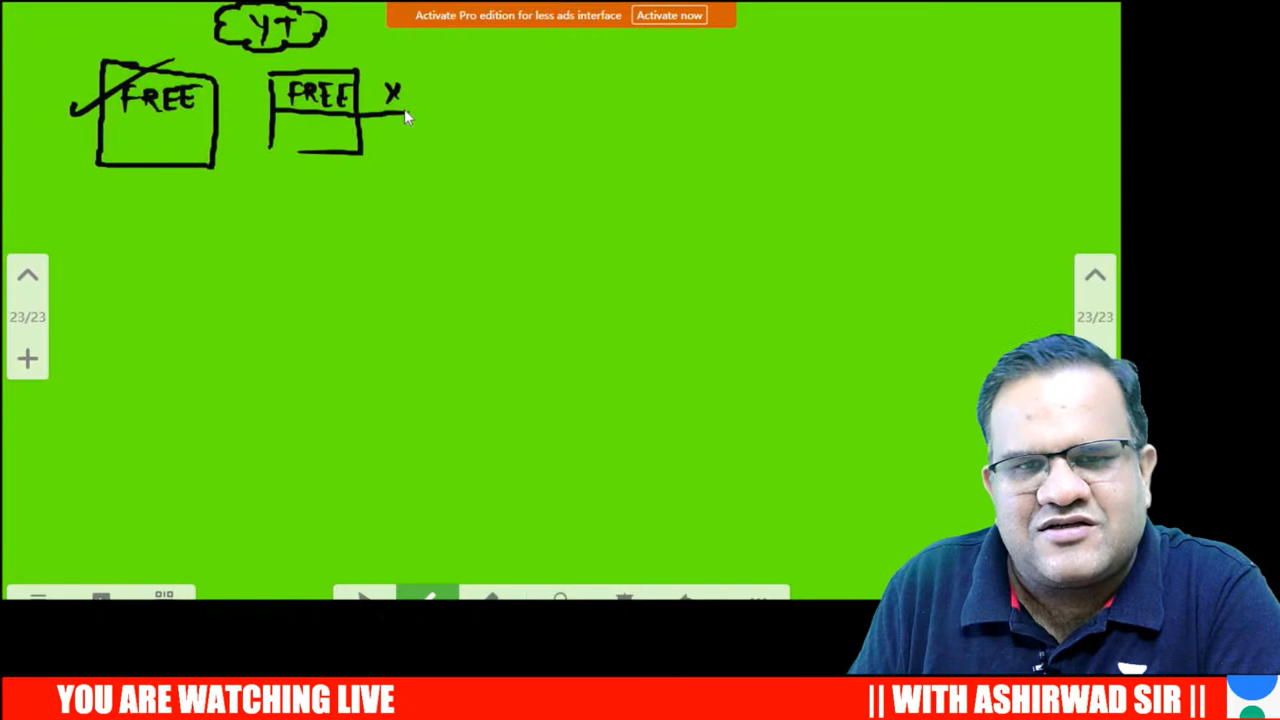 YT
Activate Pro edition for less ads interface Activate now
FREE
FREE X
23/23
23/23
YOU ARE WATCHING LIVE
|| WITH ASHIRWAD SIR ||